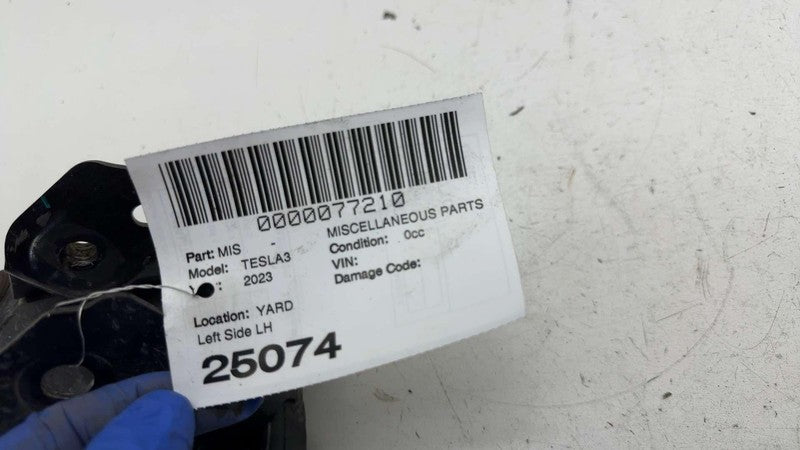 0000077210
Part: MIS - MISCELLANEOUS PARTS
Model: TESLA3 Condition: 0cc
: 2023 VIN:
Damage Code:
Location: YARD
Left Side LH
25074